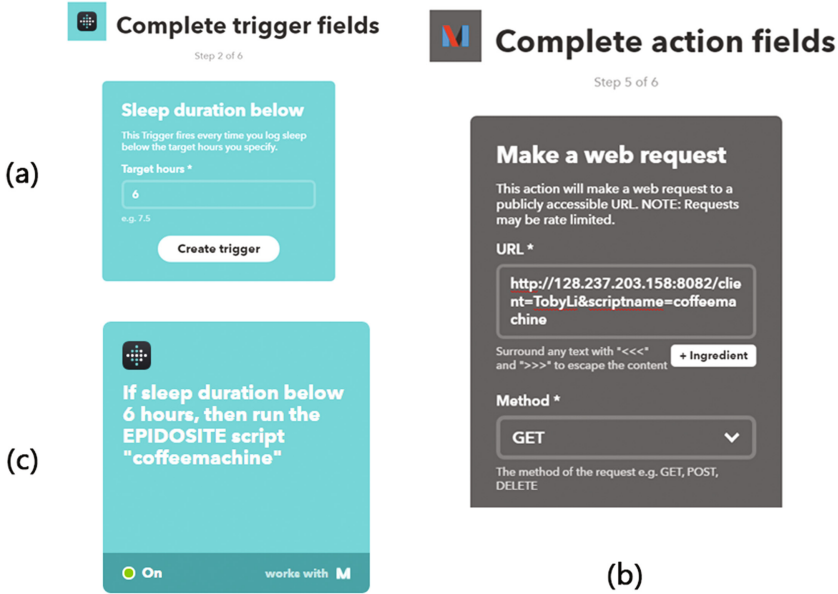 Complete trigger fields
Step 2 of 6
(a)
Sleep duration below
This Trigger fires every time you log sleep
below the target hours you specify.
Target hours *
6
e.g. 7.5
Create trigger
(c)
If sleep duration below
6 hours, then run the
EPIDOSITE script
"coffeemachine"
On
works with M
Complete action fields
Step 5 of 6
Make a web request
This action will make a web request to a
publicly accessible URL. NOTE: Requests
may be rate limited.
URL *
http://128.237.203.158:8082/clie
nt=TobyLi&scriptname=coffeema
chine
Surround any text with "<<<"
and ">>>" to escape the content
+ Ingredient
Method *
GET
The method of the request e.g. GET, POST,
DELETE
(b)